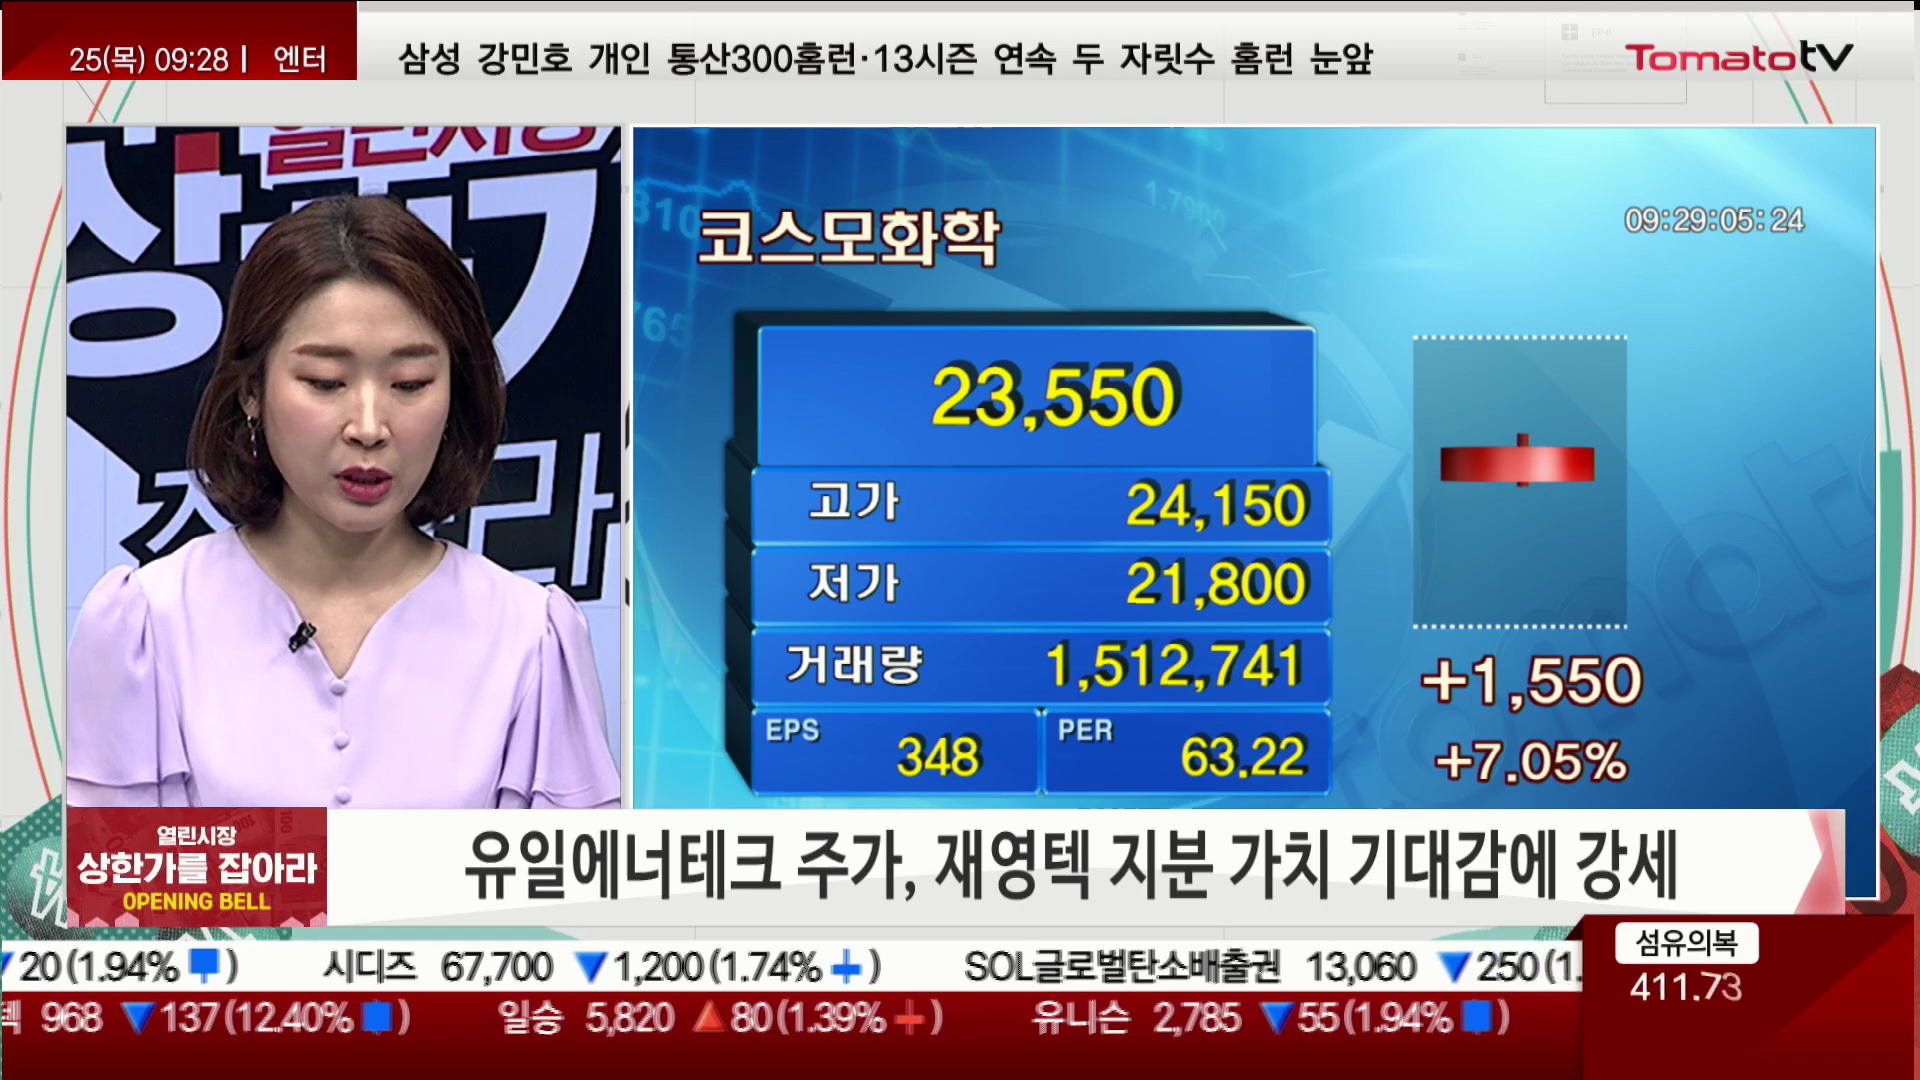 25(목) 09:28 | 엔터
삼성 강민호 개인 통산300홈런·13시즌 연속 두 자릿수 홈런 눈앞
Tomatotv
열린시장
코스모화학
09:29:05:24
23,550
고가 24,150
저가 21,800
거래량 1,512,741
EPS 348
PER 63.22
+1,550
+7.05%
열린시장
상한가를 잡아라
OPENING BELL
유일에너테크 주가, 재영텍 지분 가치 기대감에 강세
▼20(1.94%) 시디즈 67,700 ▼1,200(1.74%) SOL글로벌탄소배출권 13,060 ▼250(1.
968 ▼137(12.40%) 일승 5,820 ▲80(1.39%) 유니슨 2,785 ▼55(1.94%)
섬유의복
411.73